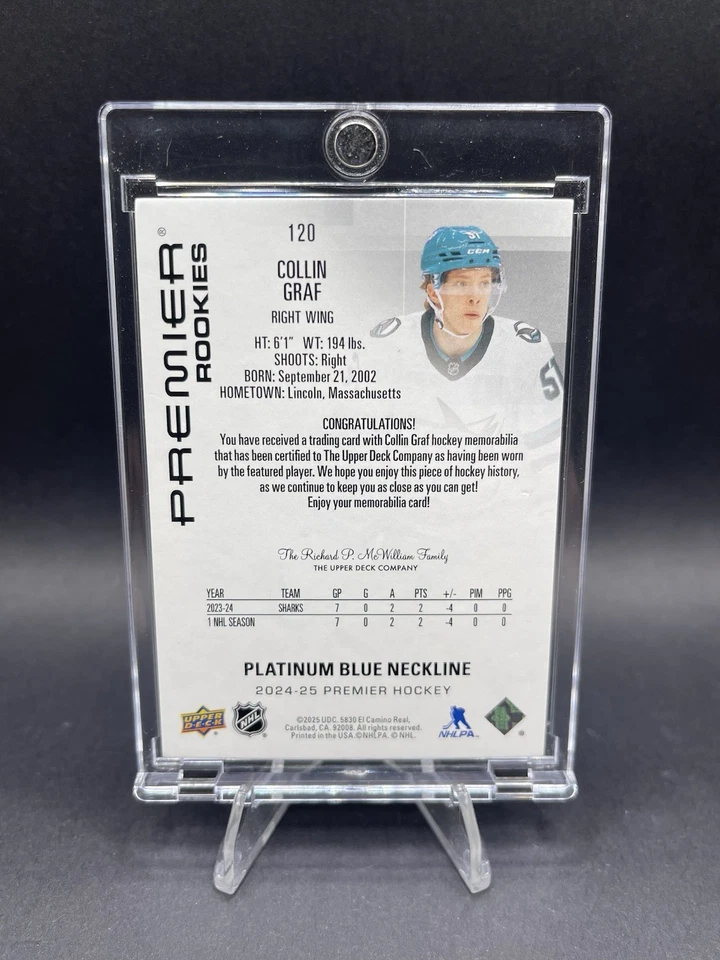 PREMIER®
ROOKIES
120
COLLIN
GRAF
RIGHT WING
HT: 6'1" WT: 194 lbs.
SHOOTS: Right
BORN: September 21, 2002
HOMETOWN: Lincoln, Massachusetts
51
CCM
51
CONGRATULATIONS!
You have received a trading card with Collin Graf hockey memorabilia
that has been certified to The Upper Deck Company as having been worn
by the featured player. We hope you enjoy this piece of hockey history,
as we continue to keep you as close as you can get!
Enjoy your memorabilia card!
The Richard P. McWilliam Family
THE UPPER DECK COMPANY
YEAR TEAM GP G A PTS +/- PIM PPG
2023-24 SHARKS 7 0 2 2 -4 0 0
1 NHL SEASON 7 0 2 2 -4 0 0
PLATINUM BLUE NECKLINE
2024-25 PREMIER HOCKEY
UPPER DECK
NHL
©2025 UDC. 5830 El Camino Real,
Carlsbad, CA. 92008. All rights reserved.
Printed in the USA. ©NHLPA. © NHL.
NHLPA